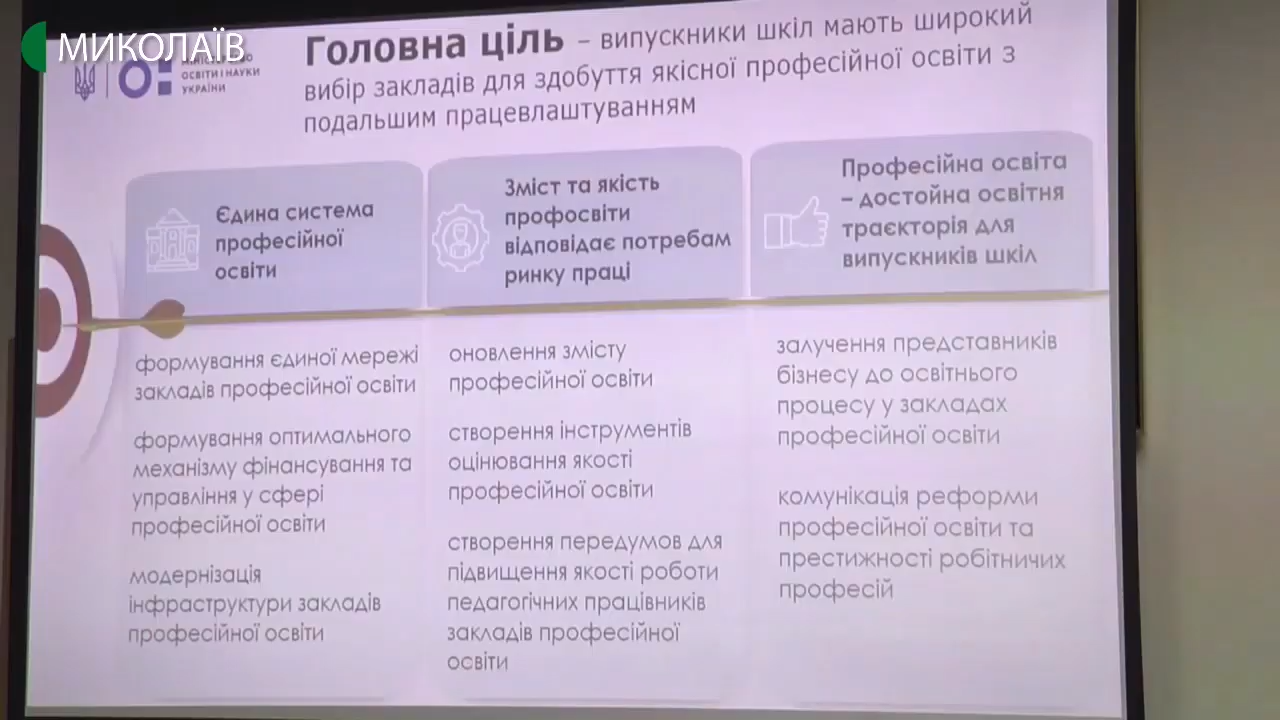 МИКОЛАЇВ
ОСВІТИ І НАУКИ
УКРАЇНИ
Головна ціль – випускники шкіл мають широкий
вибір закладів для здобуття якісної професійної освіти з
подальшим працевлаштуванням
Єдина система
професійної
освіти
Зміст та якість
профосвіти
відповідає потребам
ринку праці
Професійна освіта
– достойна освітня
траєкторія для
випускників шкіл
формування єдиної мережі
закладів професійної освіти
формування оптимального
механізму фінансування та
управління у сфері
професійної освіти
модернізація
інфраструктури закладів
професійної освіти
оновлення змісту
професійної освіти
створення інструментів
оцінювання якості
професійної освіти
створення передумов для
підвищення якості роботи
педагогічних працівників
закладів професійної
освіти
залучення представників
бізнесу до освітнього
процесу у закладах
професійної освіти
комунікація реформи
професійної освіти та
престижності робітничих
професій